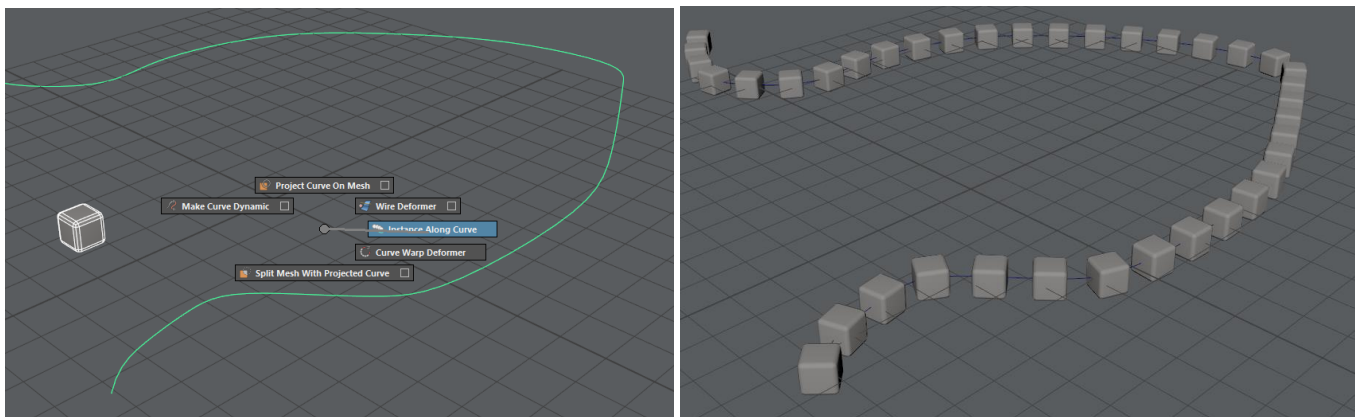 Project Curve On Mesh
Make Curve Dynamic
Wire Deformer
Instance Along Curve
Curve Warp Deformer
Split Mesh With Projected Curve